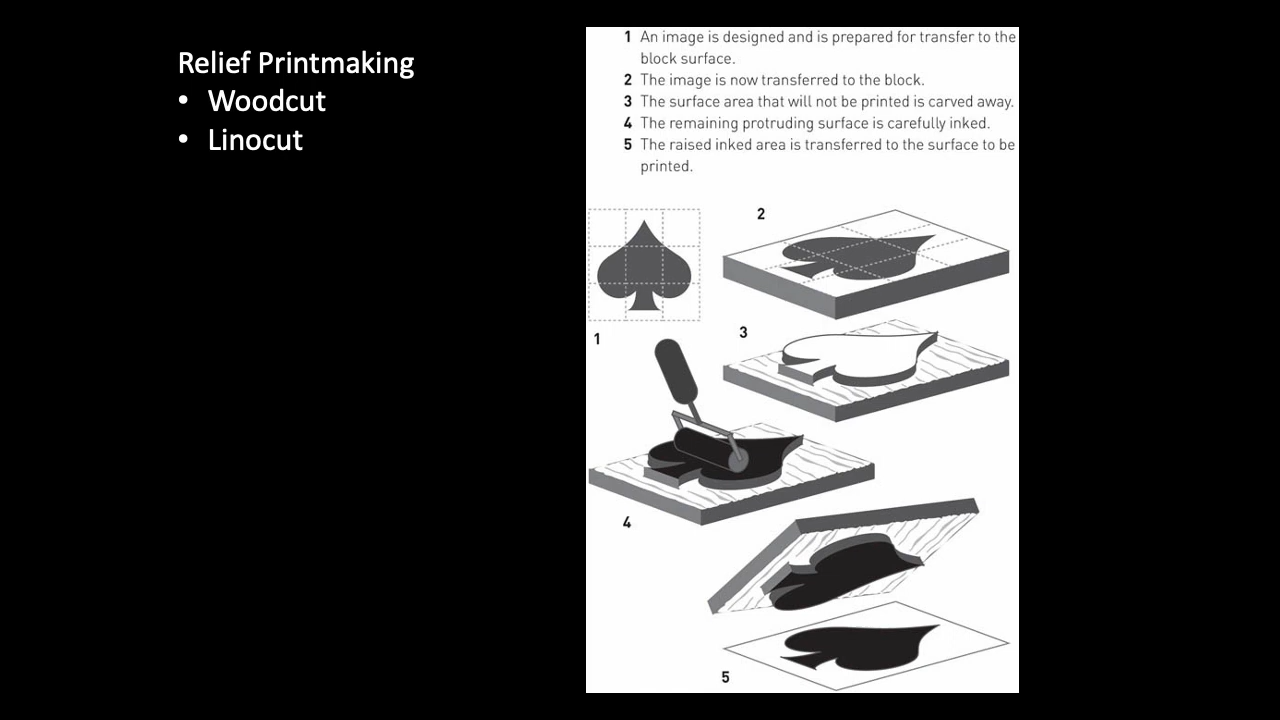 Relief Printmaking
• Woodcut
• Linocut
1 An image is designed and is prepared for transfer to the
block surface.
2 The image is now transferred to the block.
3 The surface area that will not be printed is carved away.
4 The remaining protruding surface is carefully inked.
5 The raised inked area is transferred to the surface to be
printed.
2
1
3
4
5